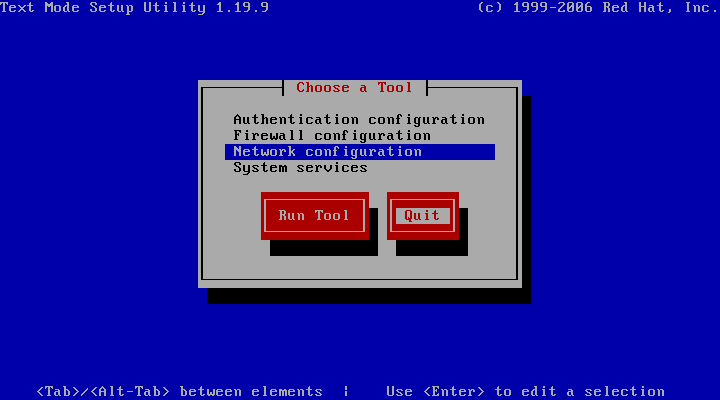 Text Mode Setup Utility 1.19.9 (c) 1999-2006 Red Hat, Inc.
Choose a Tool
Authentication configuration
Firewall configuration
Network configuration
System services
Run Tool Quit
<Tab>/<Alt-Tab> between elements | Use <Enter> to edit a selection